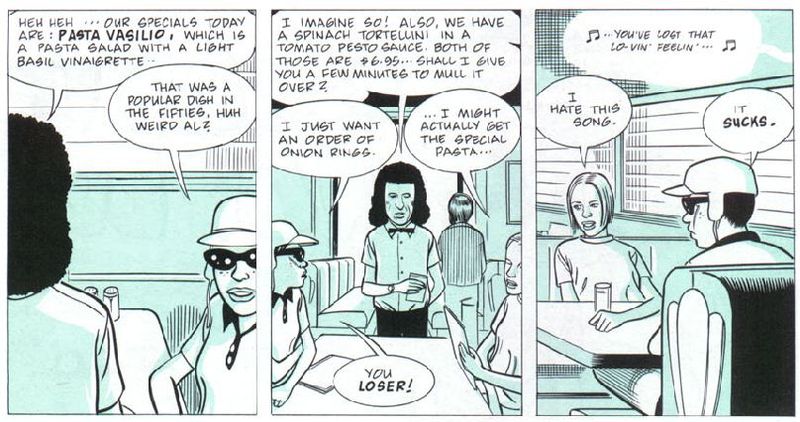 HEH HEH ... OUR SPECIALS TODAY
ARE: PASTA VASILIO, WHICH IS
A PASTA SALAD WITH A LIGHT
BASIL VINAIGRETTE...
THAT WAS A
POPULAR DISH IN
THE FIFTIES, HUH
WEIRD AL?
I IMAGINE SO! ALSO, WE HAVE
A SPINACH TORTELLINI IN A
TOMATO PESTO SAUCE. BOTH OF
THOSE ARE $6.95... SHALL I GIVE
YOU A FEW MINUTES TO MULL IT
OVER?
I JUST WANT
AN ORDER OF
ONION RINGS.
... I MIGHT
ACTUALLY GET
THE SPECIAL
PASTA...
YOU
LOSER!
♫ ...YOU'VE LOST THAT
LO-VIN' FEELIN'... ♫
I
HATE THIS
SONG.
IT
SUCKS.